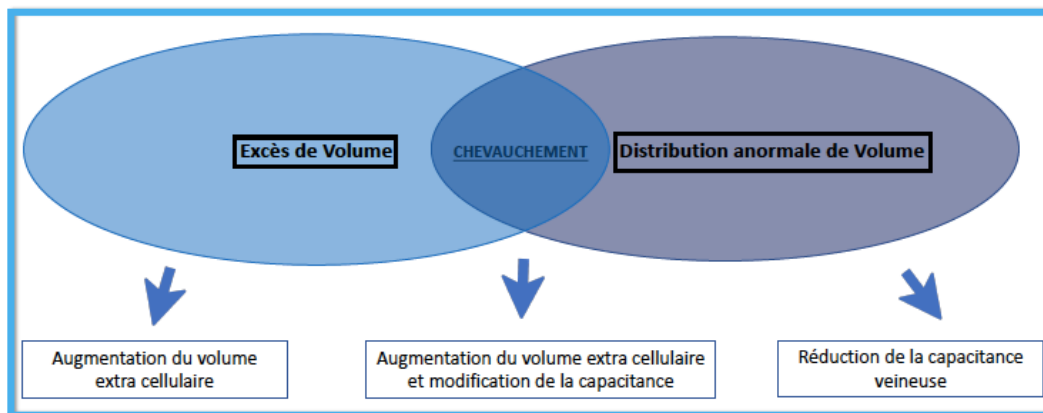 Excès de Volume
CHEVAUCHEMENT
Distribution anormale de Volume
Augmentation du volume
extra cellulaire
Augmentation du volume extra cellulaire
et modification de la capacitance
Réduction de la capacitance
veineuse